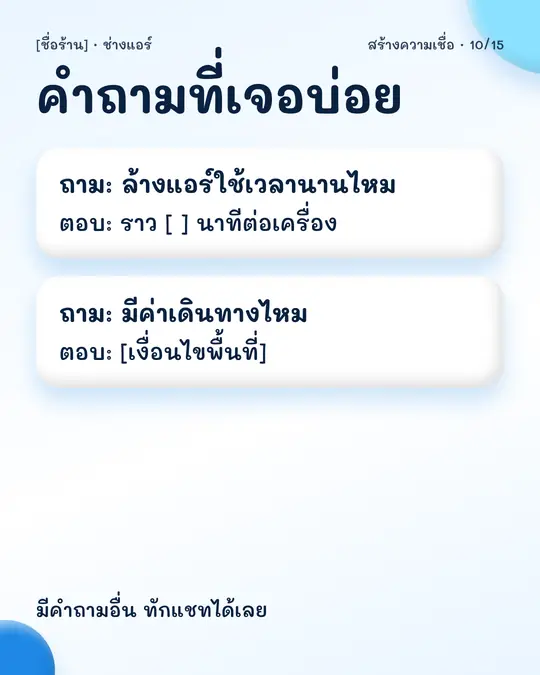 [ชื่อร้าน] · ช่างแอร์
สร้างความเชื่อ · 10/15
คำถามที่เจอบ่อย
ถาม: ล้างแอร์ใช้เวลานานไหม
ตอบ: ราว [ ] นาทีต่อเครื่อง
ถาม: มีค่าเดินทางไหม
ตอบ: [เงื่อนไขพื้นที่]
มีคำถามอื่น ทักแชทได้เลย